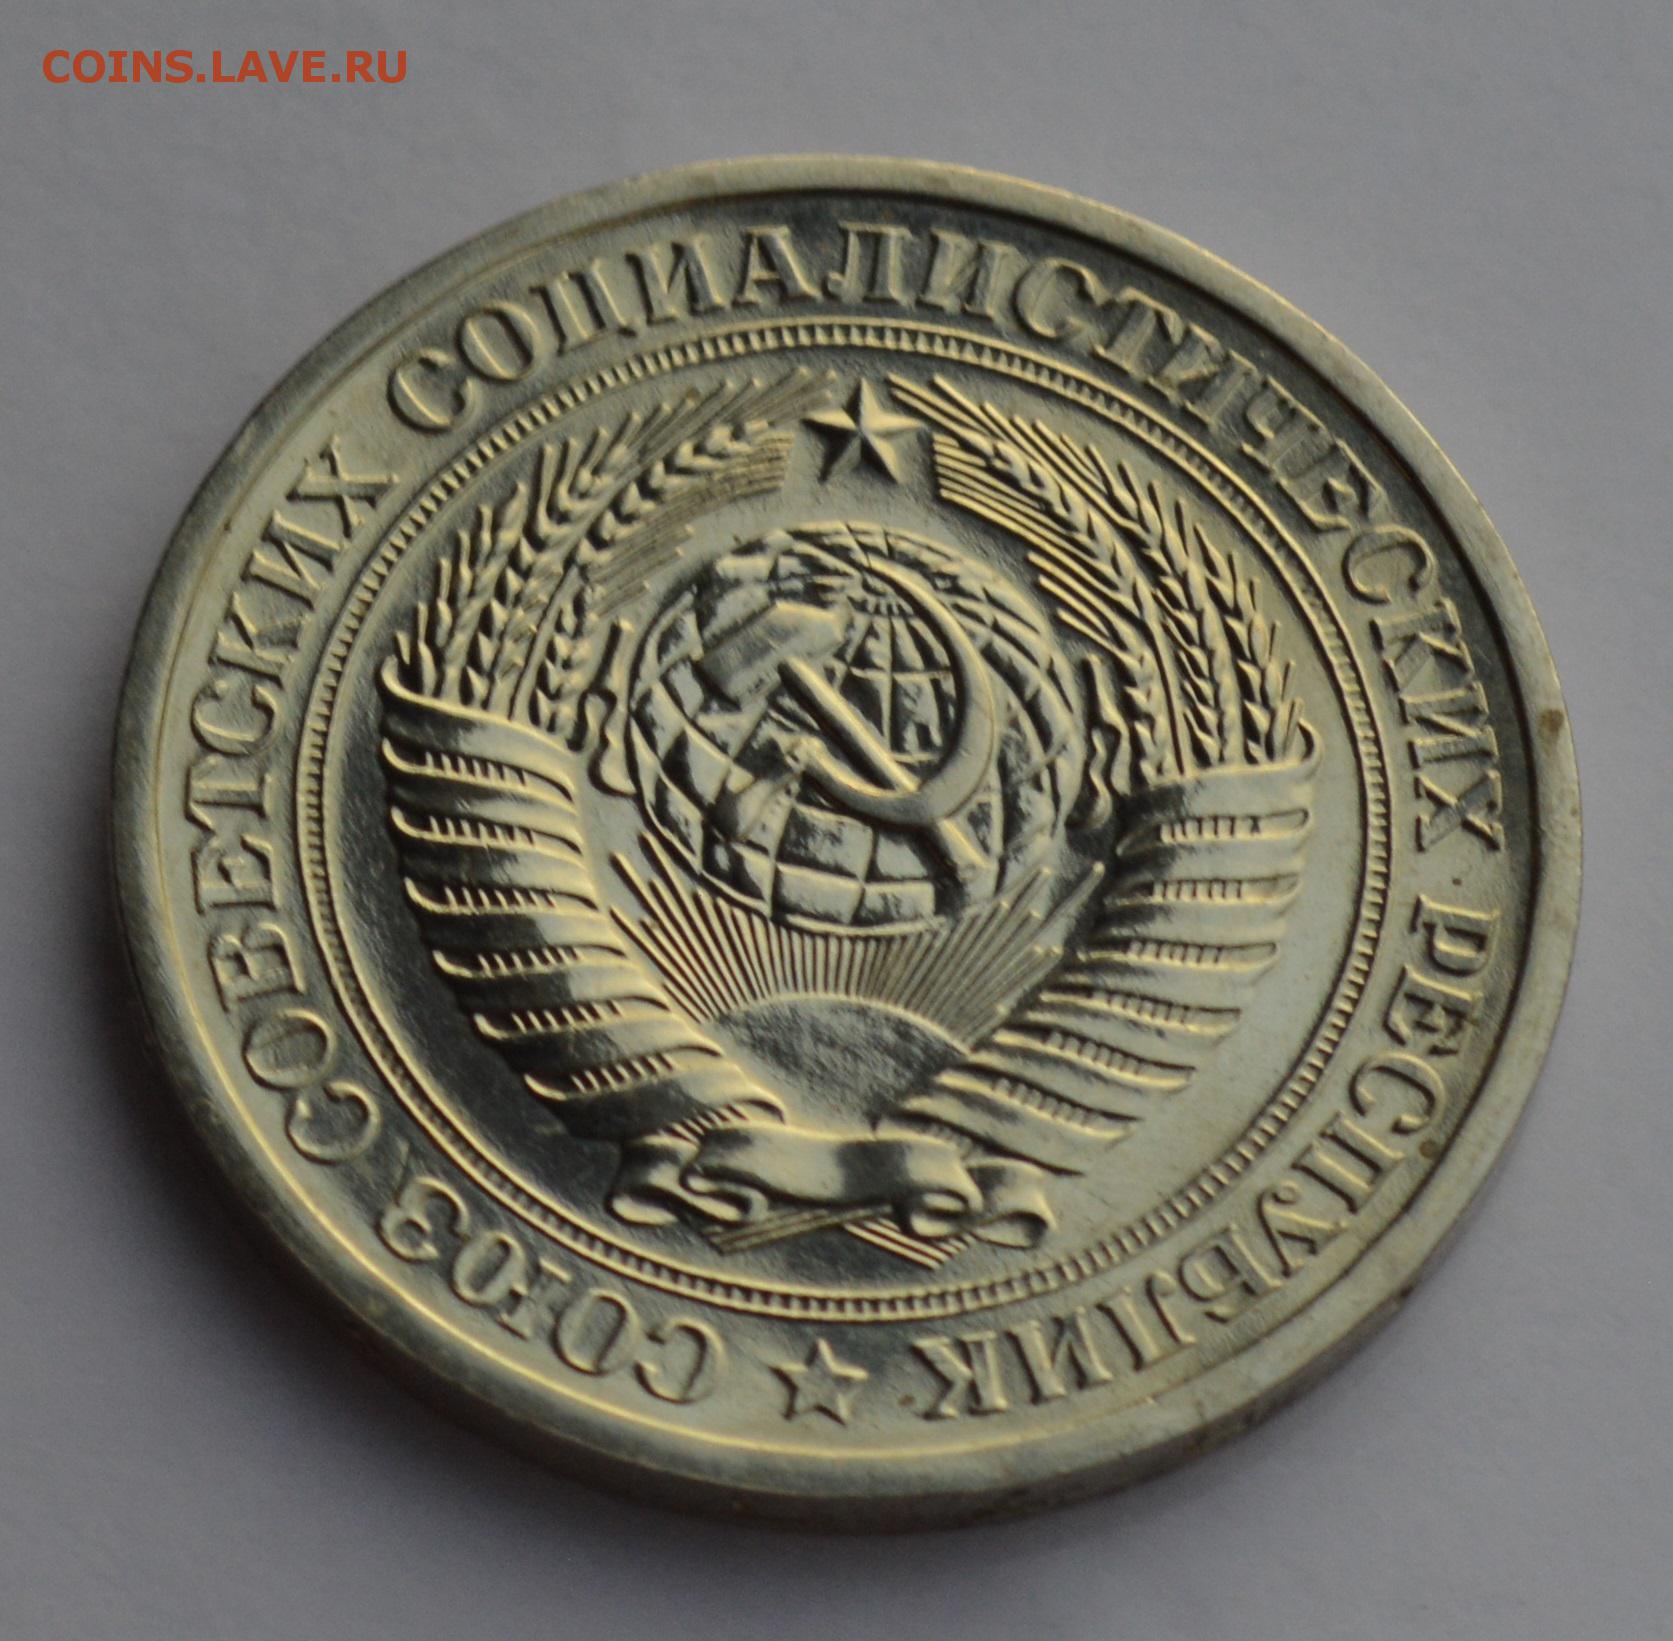 COINS.LAVE.RU
СОЮЗ СОВЕТСКИХ СОЦИАЛИСТИЧЕСКИХ РЕСПУБЛИК